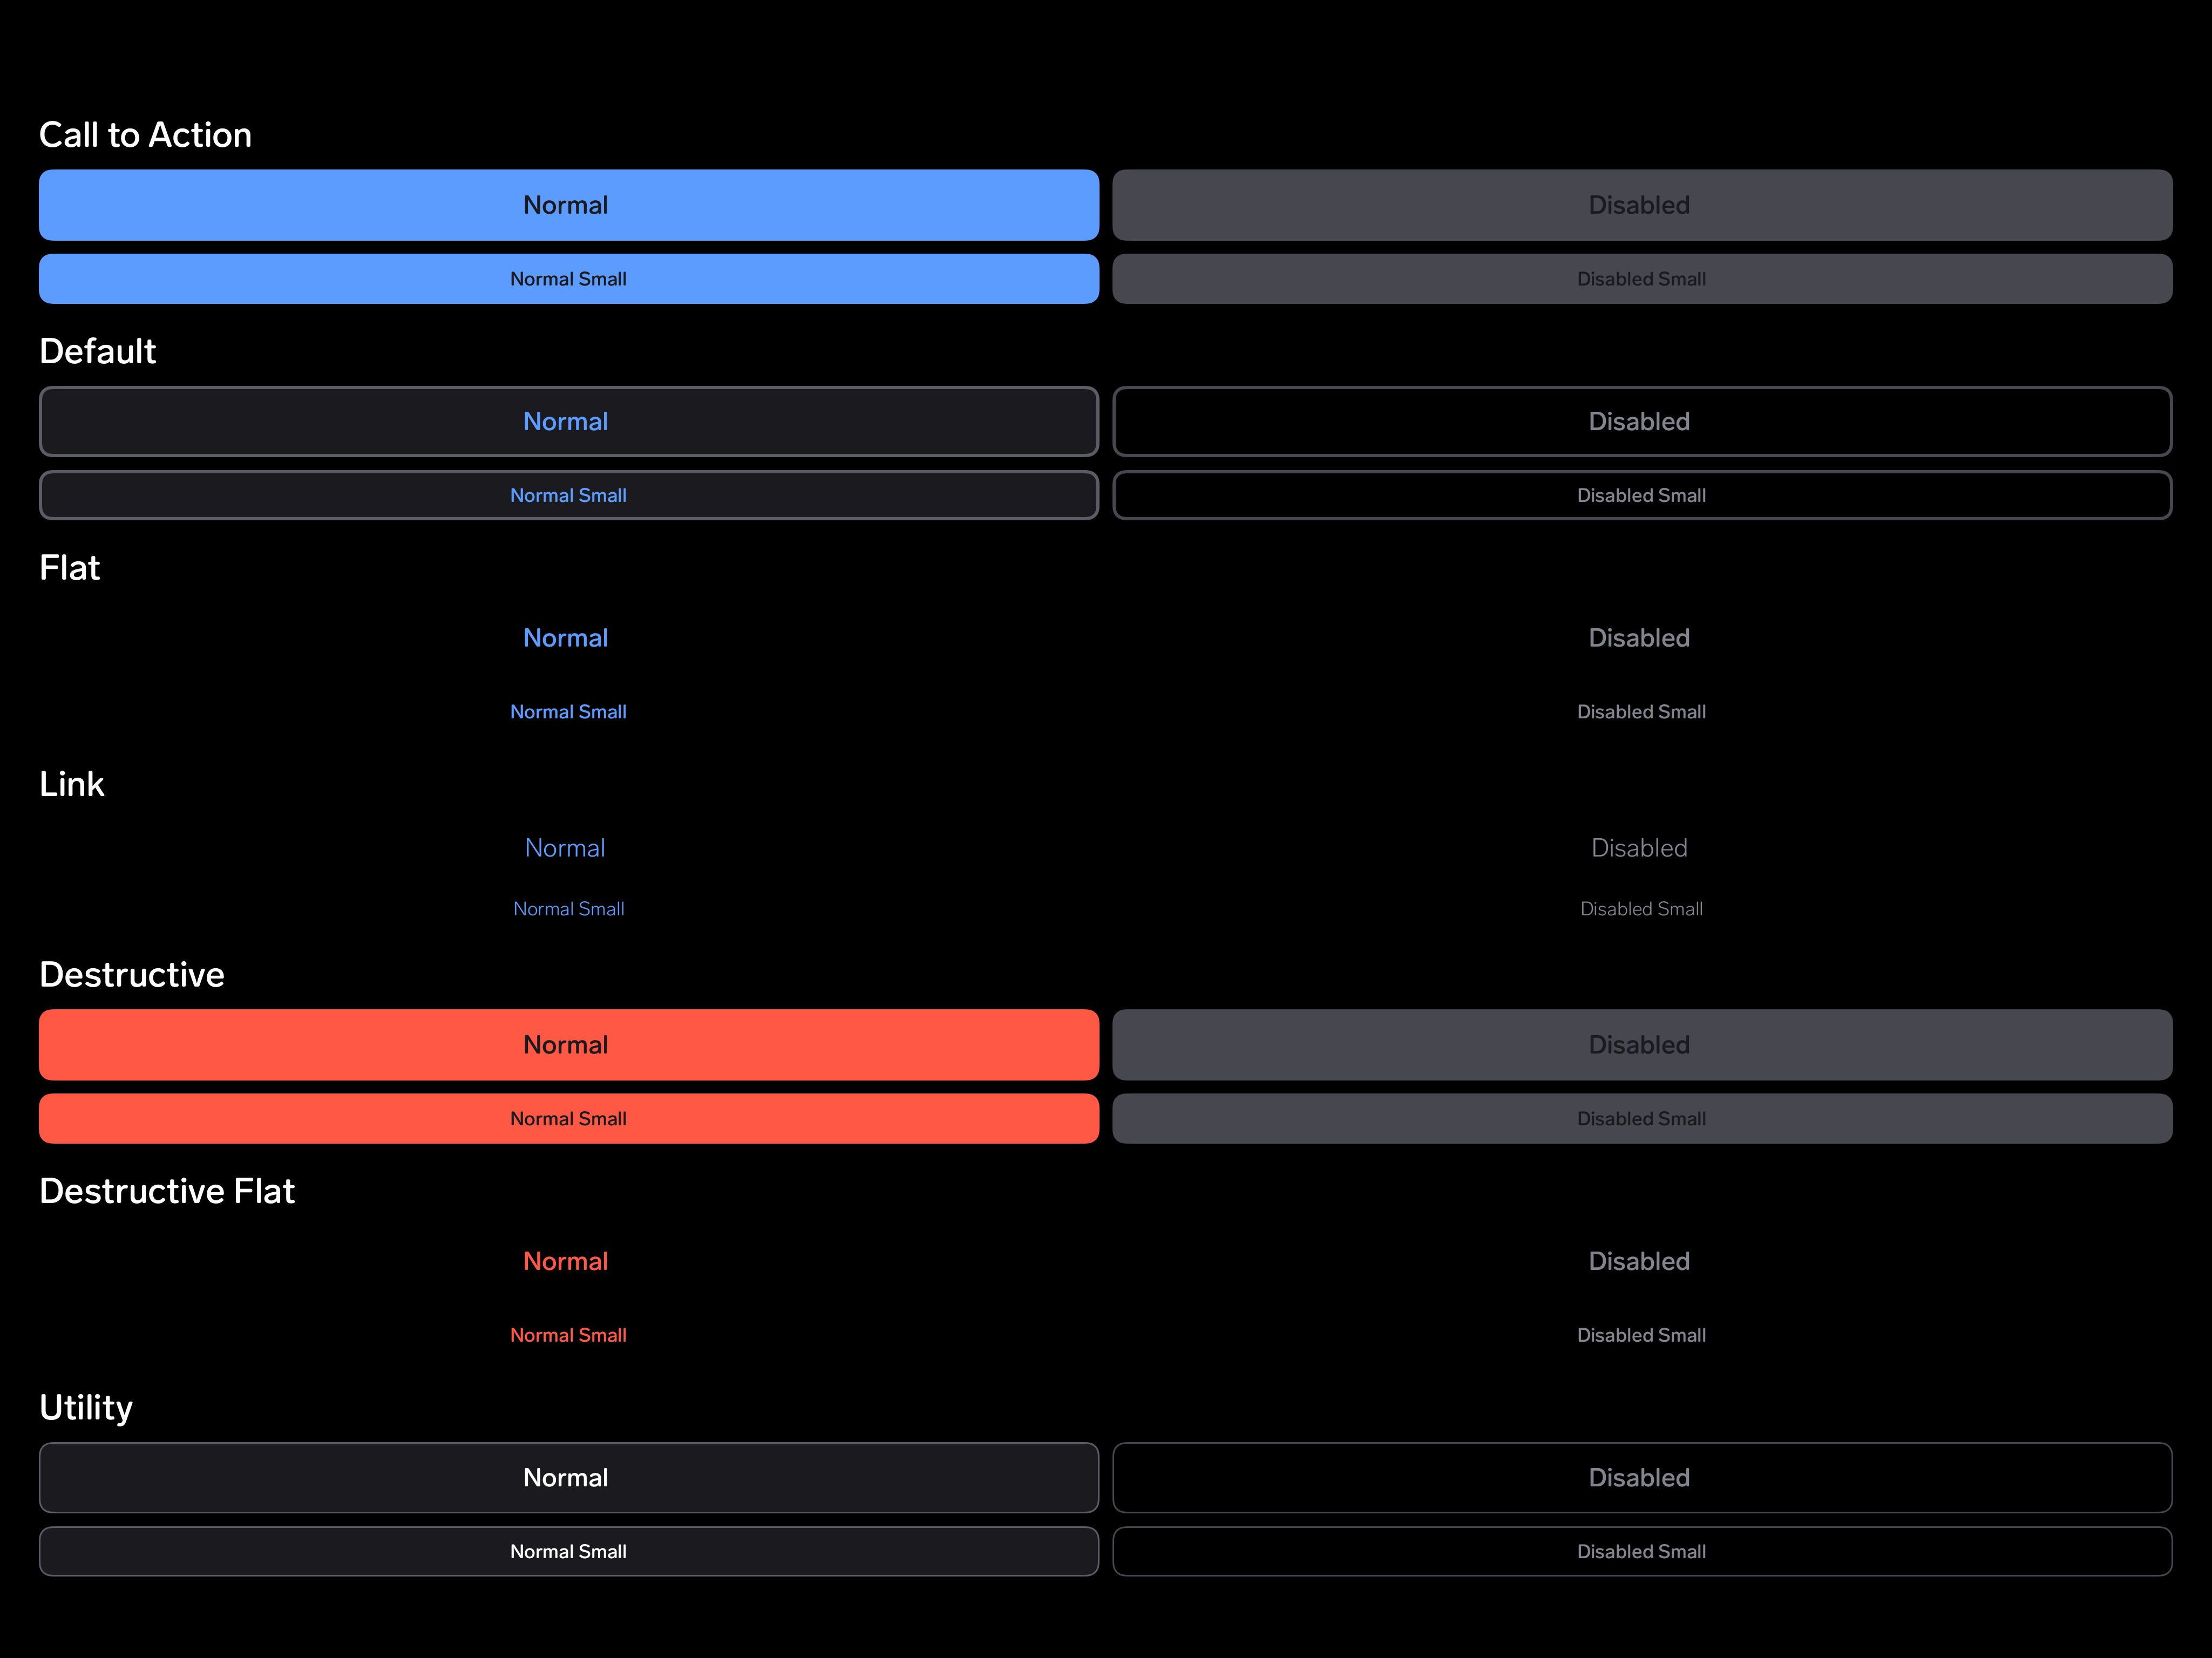 Call to Action
Normal Disabled
Normal Small Disabled Small
Default
Normal Disabled
Normal Small Disabled Small
Flat
Normal Disabled
Normal Small Disabled Small
Link
Normal Disabled
Normal Small Disabled Small
Destructive
Normal Disabled
Normal Small Disabled Small
Destructive Flat
Normal Disabled
Normal Small Disabled Small
Utility
Normal Disabled
Normal Small Disabled Small